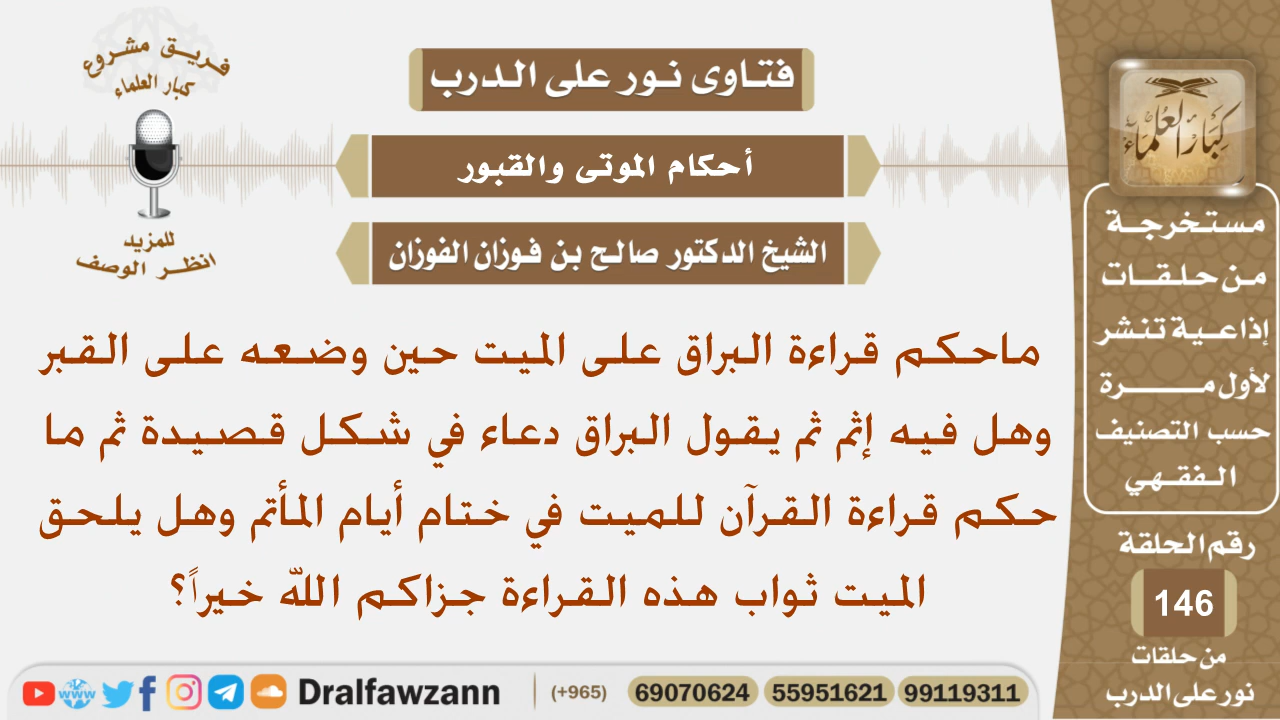 فريق مشروع
كبار العلماء
للمزيد
انظر الوصف
فتاوى نور على الدرب
أحكام الموتى والقبور
الشيخ الدكتور صالح بن فوزان الفوزان
ماحكم قراءة البراق على الميت حين وضعه على القبر
وهل فيه إثم ثم يقول البراق دعاء في شكل قصيدة ثم ما
حكم قراءة القرآن للميت في ختام أيام المأتم وهل يلحق
الميت ثواب هذه القراءة جزاكم الله خيراً؟
كبار العلماء
مستخرجة
من حلقات
إذاعية تنشر
لأول مرة
حسب التصنيف
الفقهي
رقم الحلقة
146
من حلقات
نور على الدرب
www
Dralfawzann
(+965)
69070624
55951621
99119311